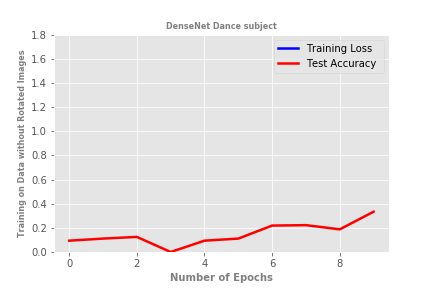 DenseNet Dance subject
Training Loss
Test Accuracy
Training on Data without Rotated Images
1.8
1.6
1.4
1.2
1.0
0.8
0.6
0.4
0.2
0.0
0 2 4 6 8
Number of Epochs